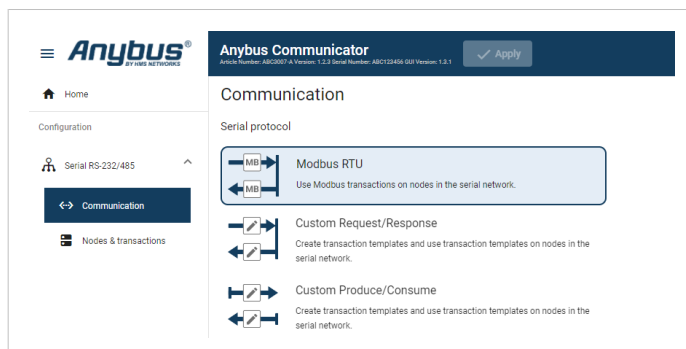 Anybus®
BY HMS NETWORKS
Anybus Communicator
Article Number: ABC3007-A Version: 1.2.3 Serial Number: ABC123456 GUI Version: 1.3.1
Apply
Home
Configuration
Serial RS-232/485
Communication
Nodes & transactions
Communication
Serial protocol
MB
MB
Modbus RTU
Use Modbus transactions on nodes in the serial network.
Custom Request/Response
Create transaction templates and use transaction templates on nodes in the
serial network.
Custom Produce/Consume
Create transaction templates and use transaction templates on nodes in the
serial network.